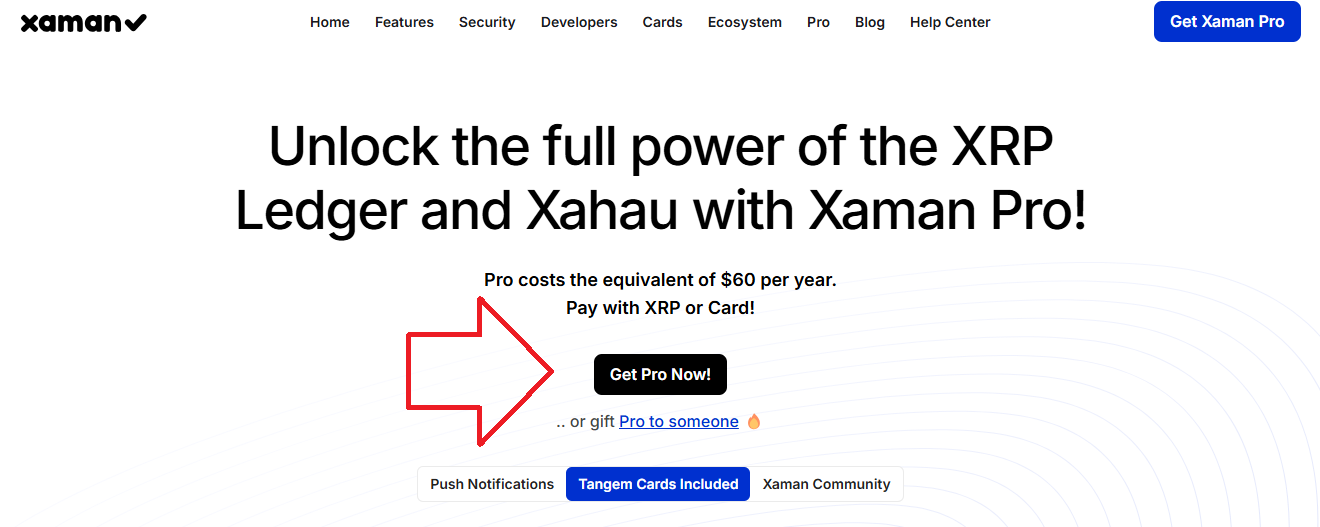 xaman
Home Features Security Developers Cards Ecosystem Pro Blog Help Center
Get Xaman Pro
Unlock the full power of the XRP
Ledger and Xahau with Xaman Pro!
Pro costs the equivalent of $60 per year.
Pay with XRP or Card!
Get Pro Now!
.. or gift Pro to someone 🔥
Push Notifications Tangem Cards Included Xaman Community